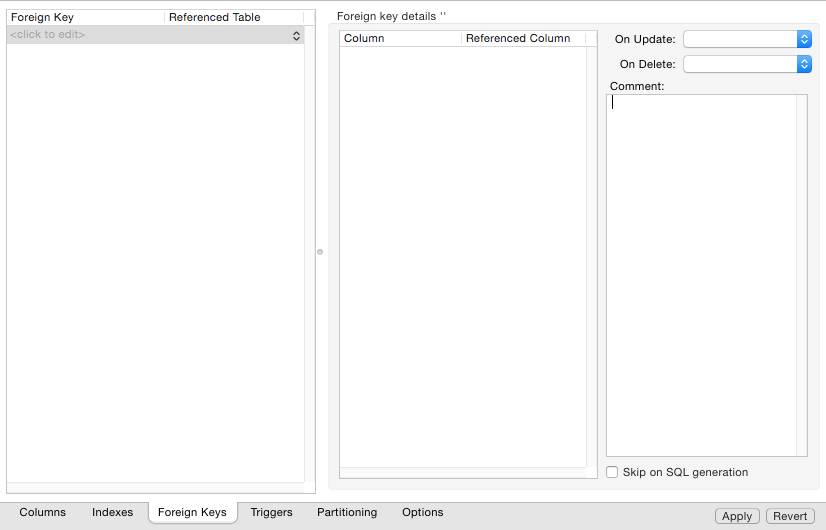 Foreign Key Referenced Table
<click to edit>
Foreign key details ''
Column Referenced Column
On Update:
On Delete:
Comment:
Skip on SQL generation
Columns Indexes Foreign Keys Triggers Partitioning Options
Apply Revert